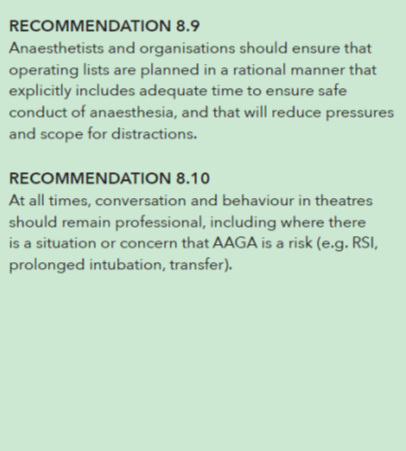 RECOMMENDATION 8.9
Anaesthetists and organisations should ensure that
operating lists are planned in a rational manner that
explicitly includes adequate time to ensure safe
conduct of anaesthesia, and that will reduce pressures
and scope for distractions.
RECOMMENDATION 8.10
At all times, conversation and behaviour in theatres
should remain professional, including where there
is a situation or concern that AAGA is a risk (e.g. RSI,
prolonged intubation, transfer).